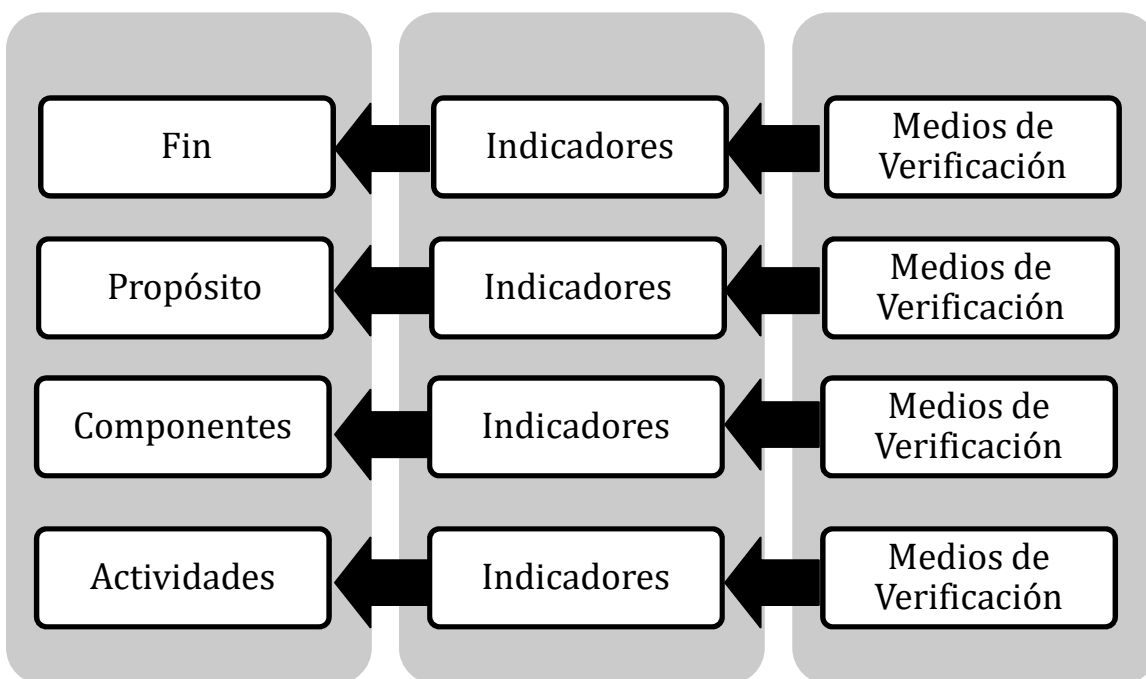 Fin
Indicadores
Medios de
Verificación
Propósito
Indicadores
Medios de
Verificación
Componentes
Indicadores
Medios de
Verificación
Actividades
Indicadores
Medios de
Verificación